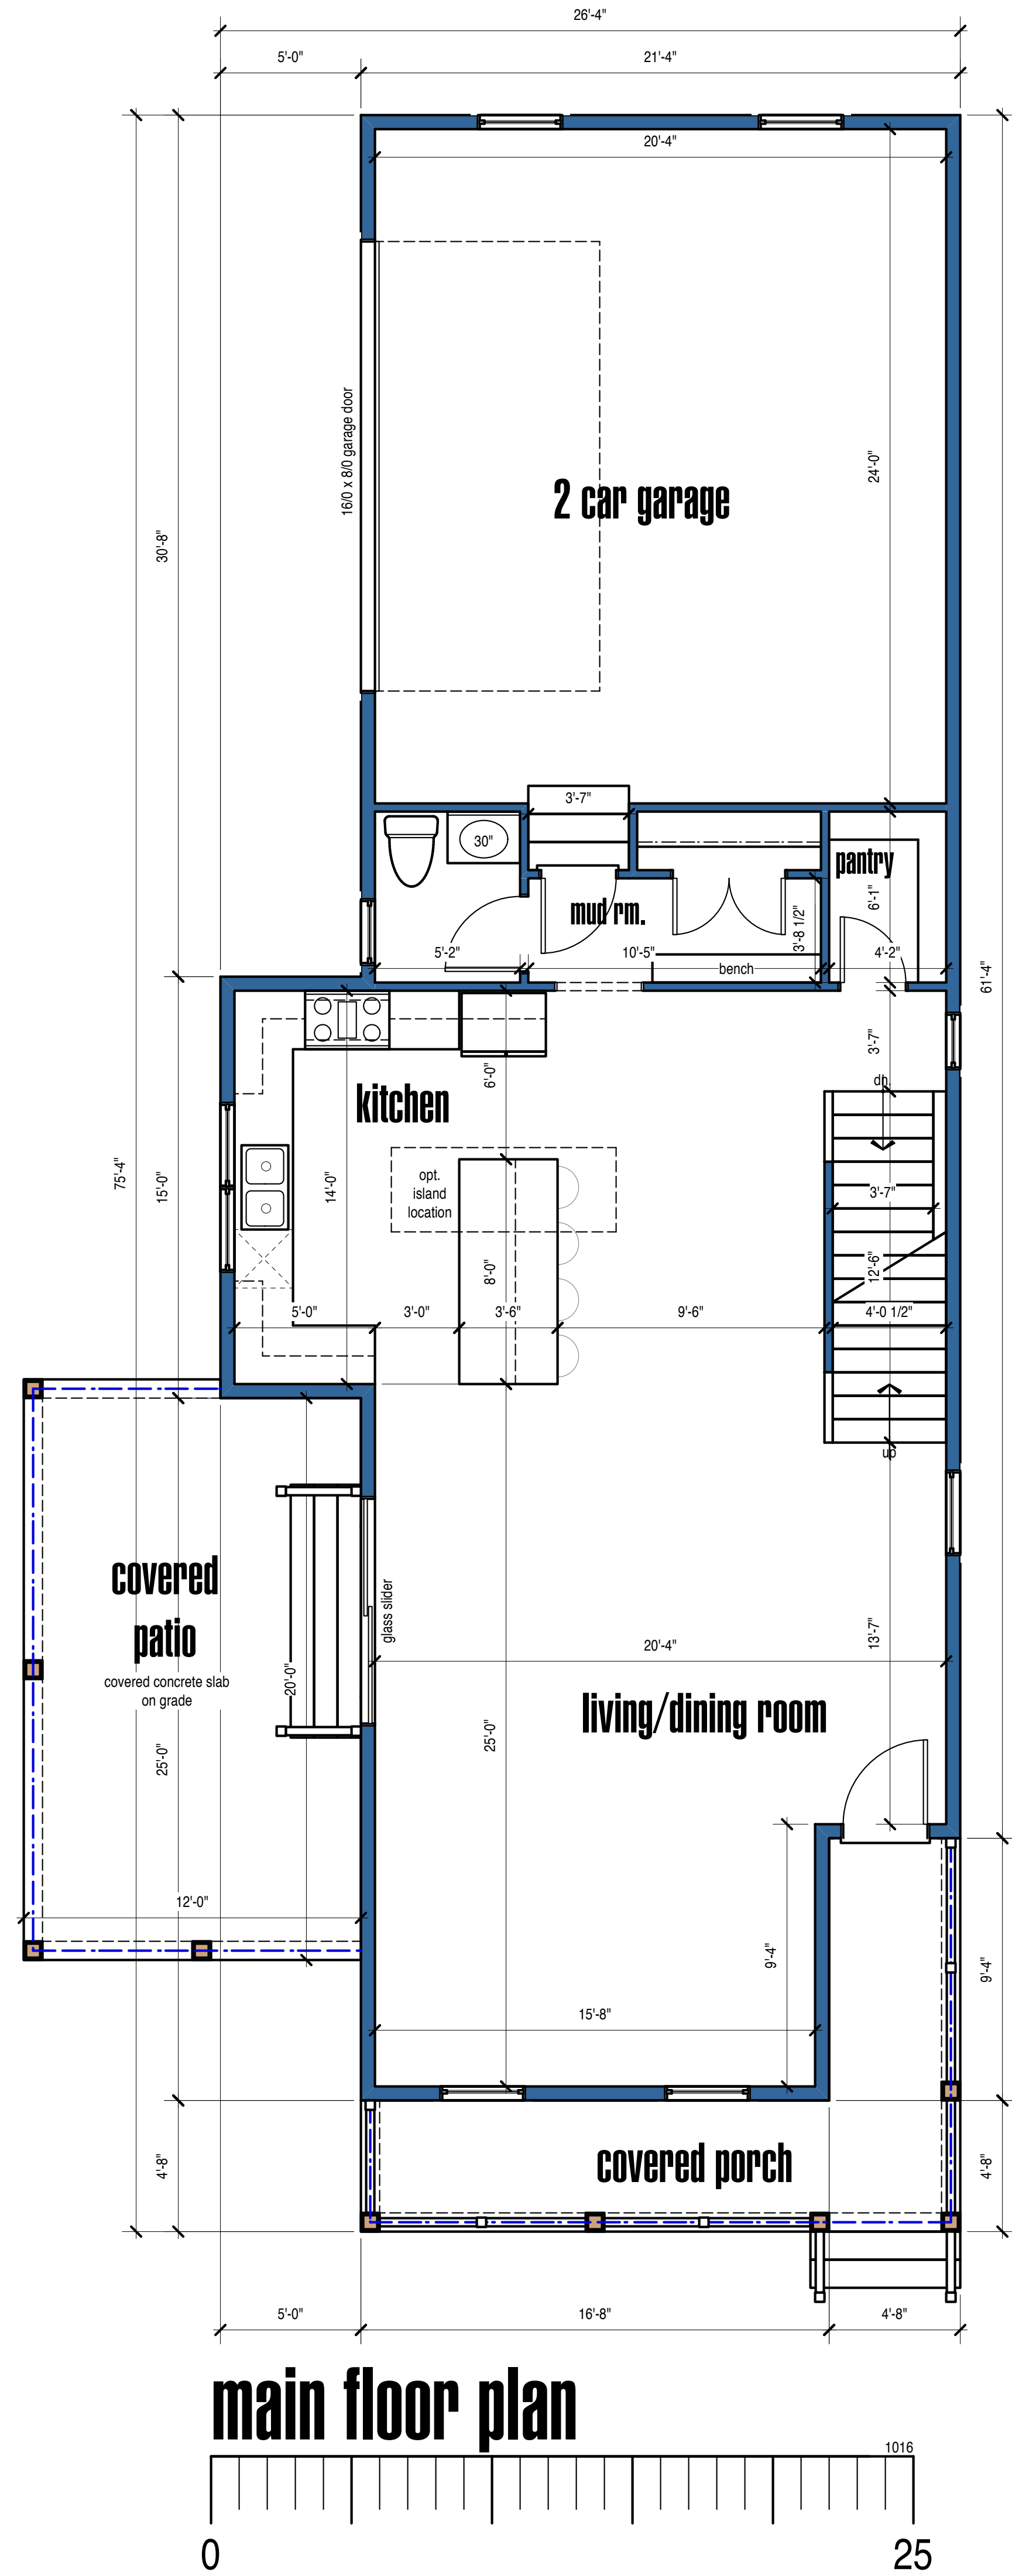 26'-4"
5'-0"
21'-4"
20'-4"
16/0 x 8/0 garage door
24'-0"
2 car garage
30'-8"
3'-7"
30"
pantry
6'-1"
mud rm.
3'-8 1/2"
5'-2"
10'-5"
4'-2"
bench
61'-4"
3'-7"
6'-0"
dn.
kitchen
75'-4"
15'-0"
14'-0"
opt.
island
location
3'-7"
8'-0"
12'-6"
5'-0"
3'-0"
3'-6"
9'-6"
4'-0 1/2"
up
covered
patio
covered concrete slab
on grade
glass slider
20'-0"
20'-4"
13'-7"
living/dining room
25'-0"
25'-0"
12'-0"
9'-4"
9'-4"
15'-8"
covered porch
4'-8"
4'-8"
5'-0"
16'-8"
4'-8"
main floor plan
1016
0
25